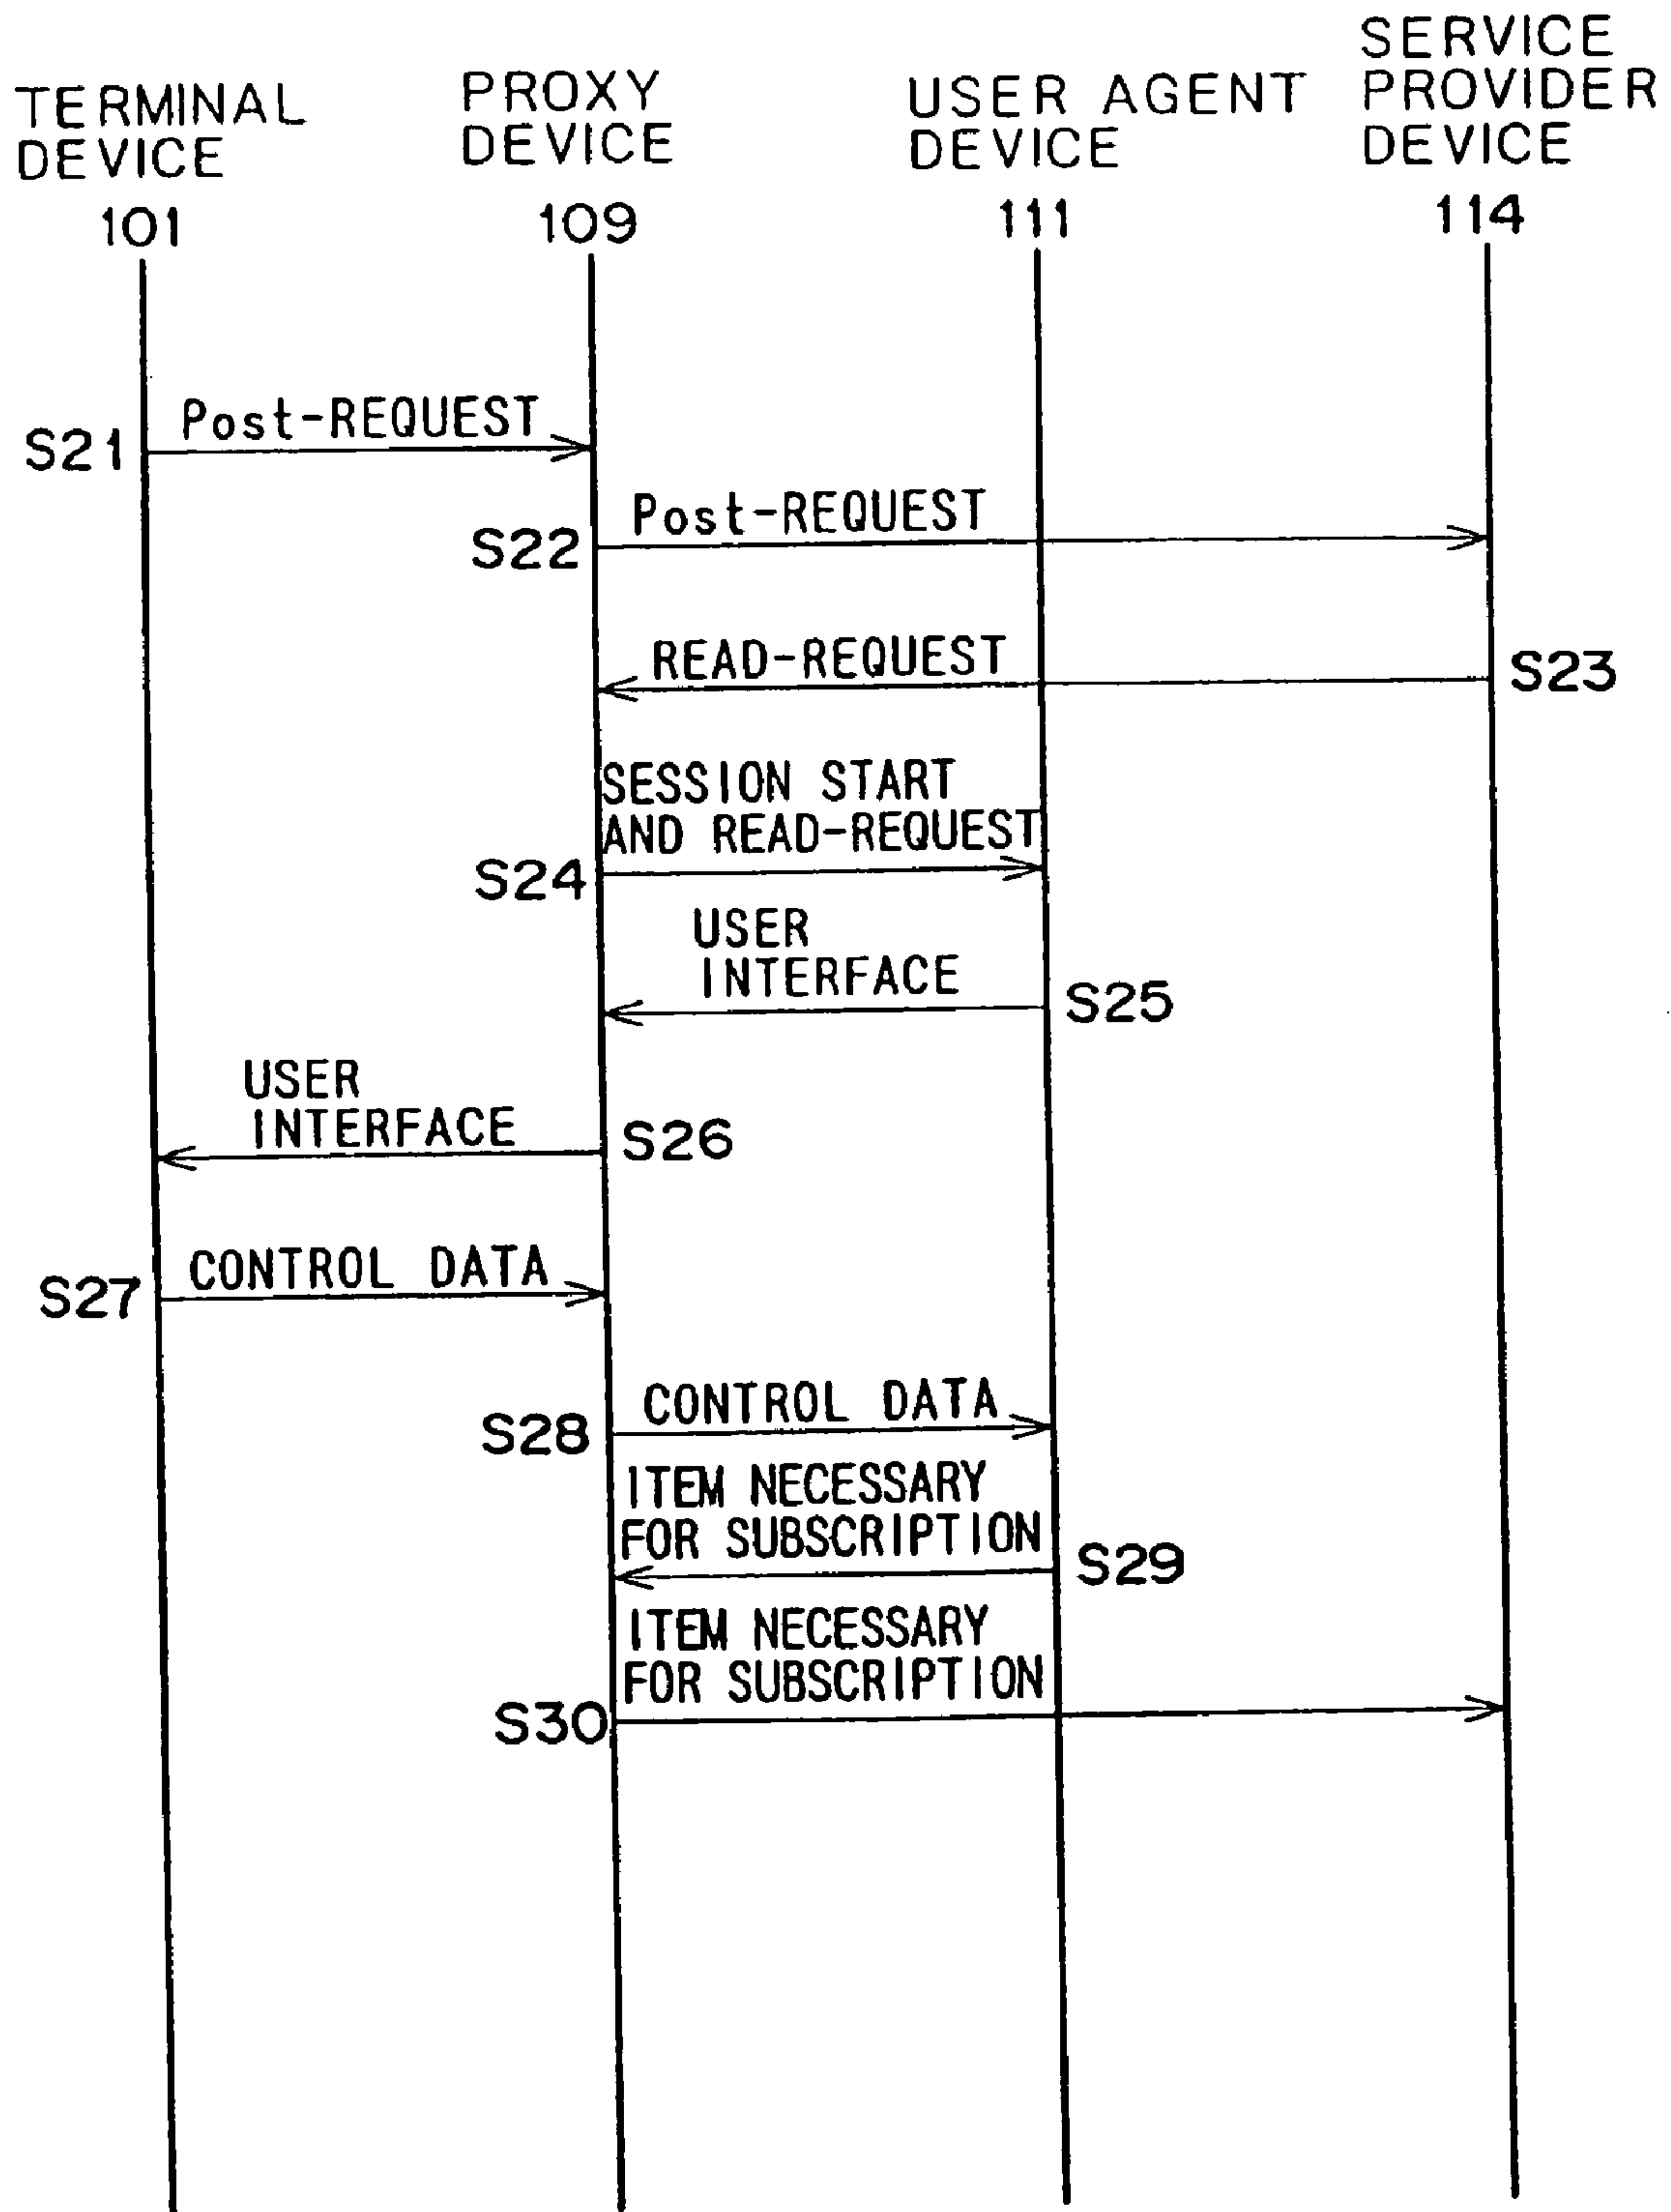 TERMINAL
DEVICE
101
PROXY
DEVICE
109
USER AGENT
DEVICE
111
SERVICE
PROVIDER
DEVICE
114
S21
Post-REQUEST
S22
Post-REQUEST
READ-REQUEST
S23
SESSION START
AND READ-REQUEST
S24
USER
INTERFACE
S25
USER
INTERFACE
S26
S27
CONTROL DATA
S28
CONTROL DATA
ITEM NECESSARY
FOR SUBSCRIPTION
S29
ITEM NECESSARY
FOR SUBSCRIPTION
S30